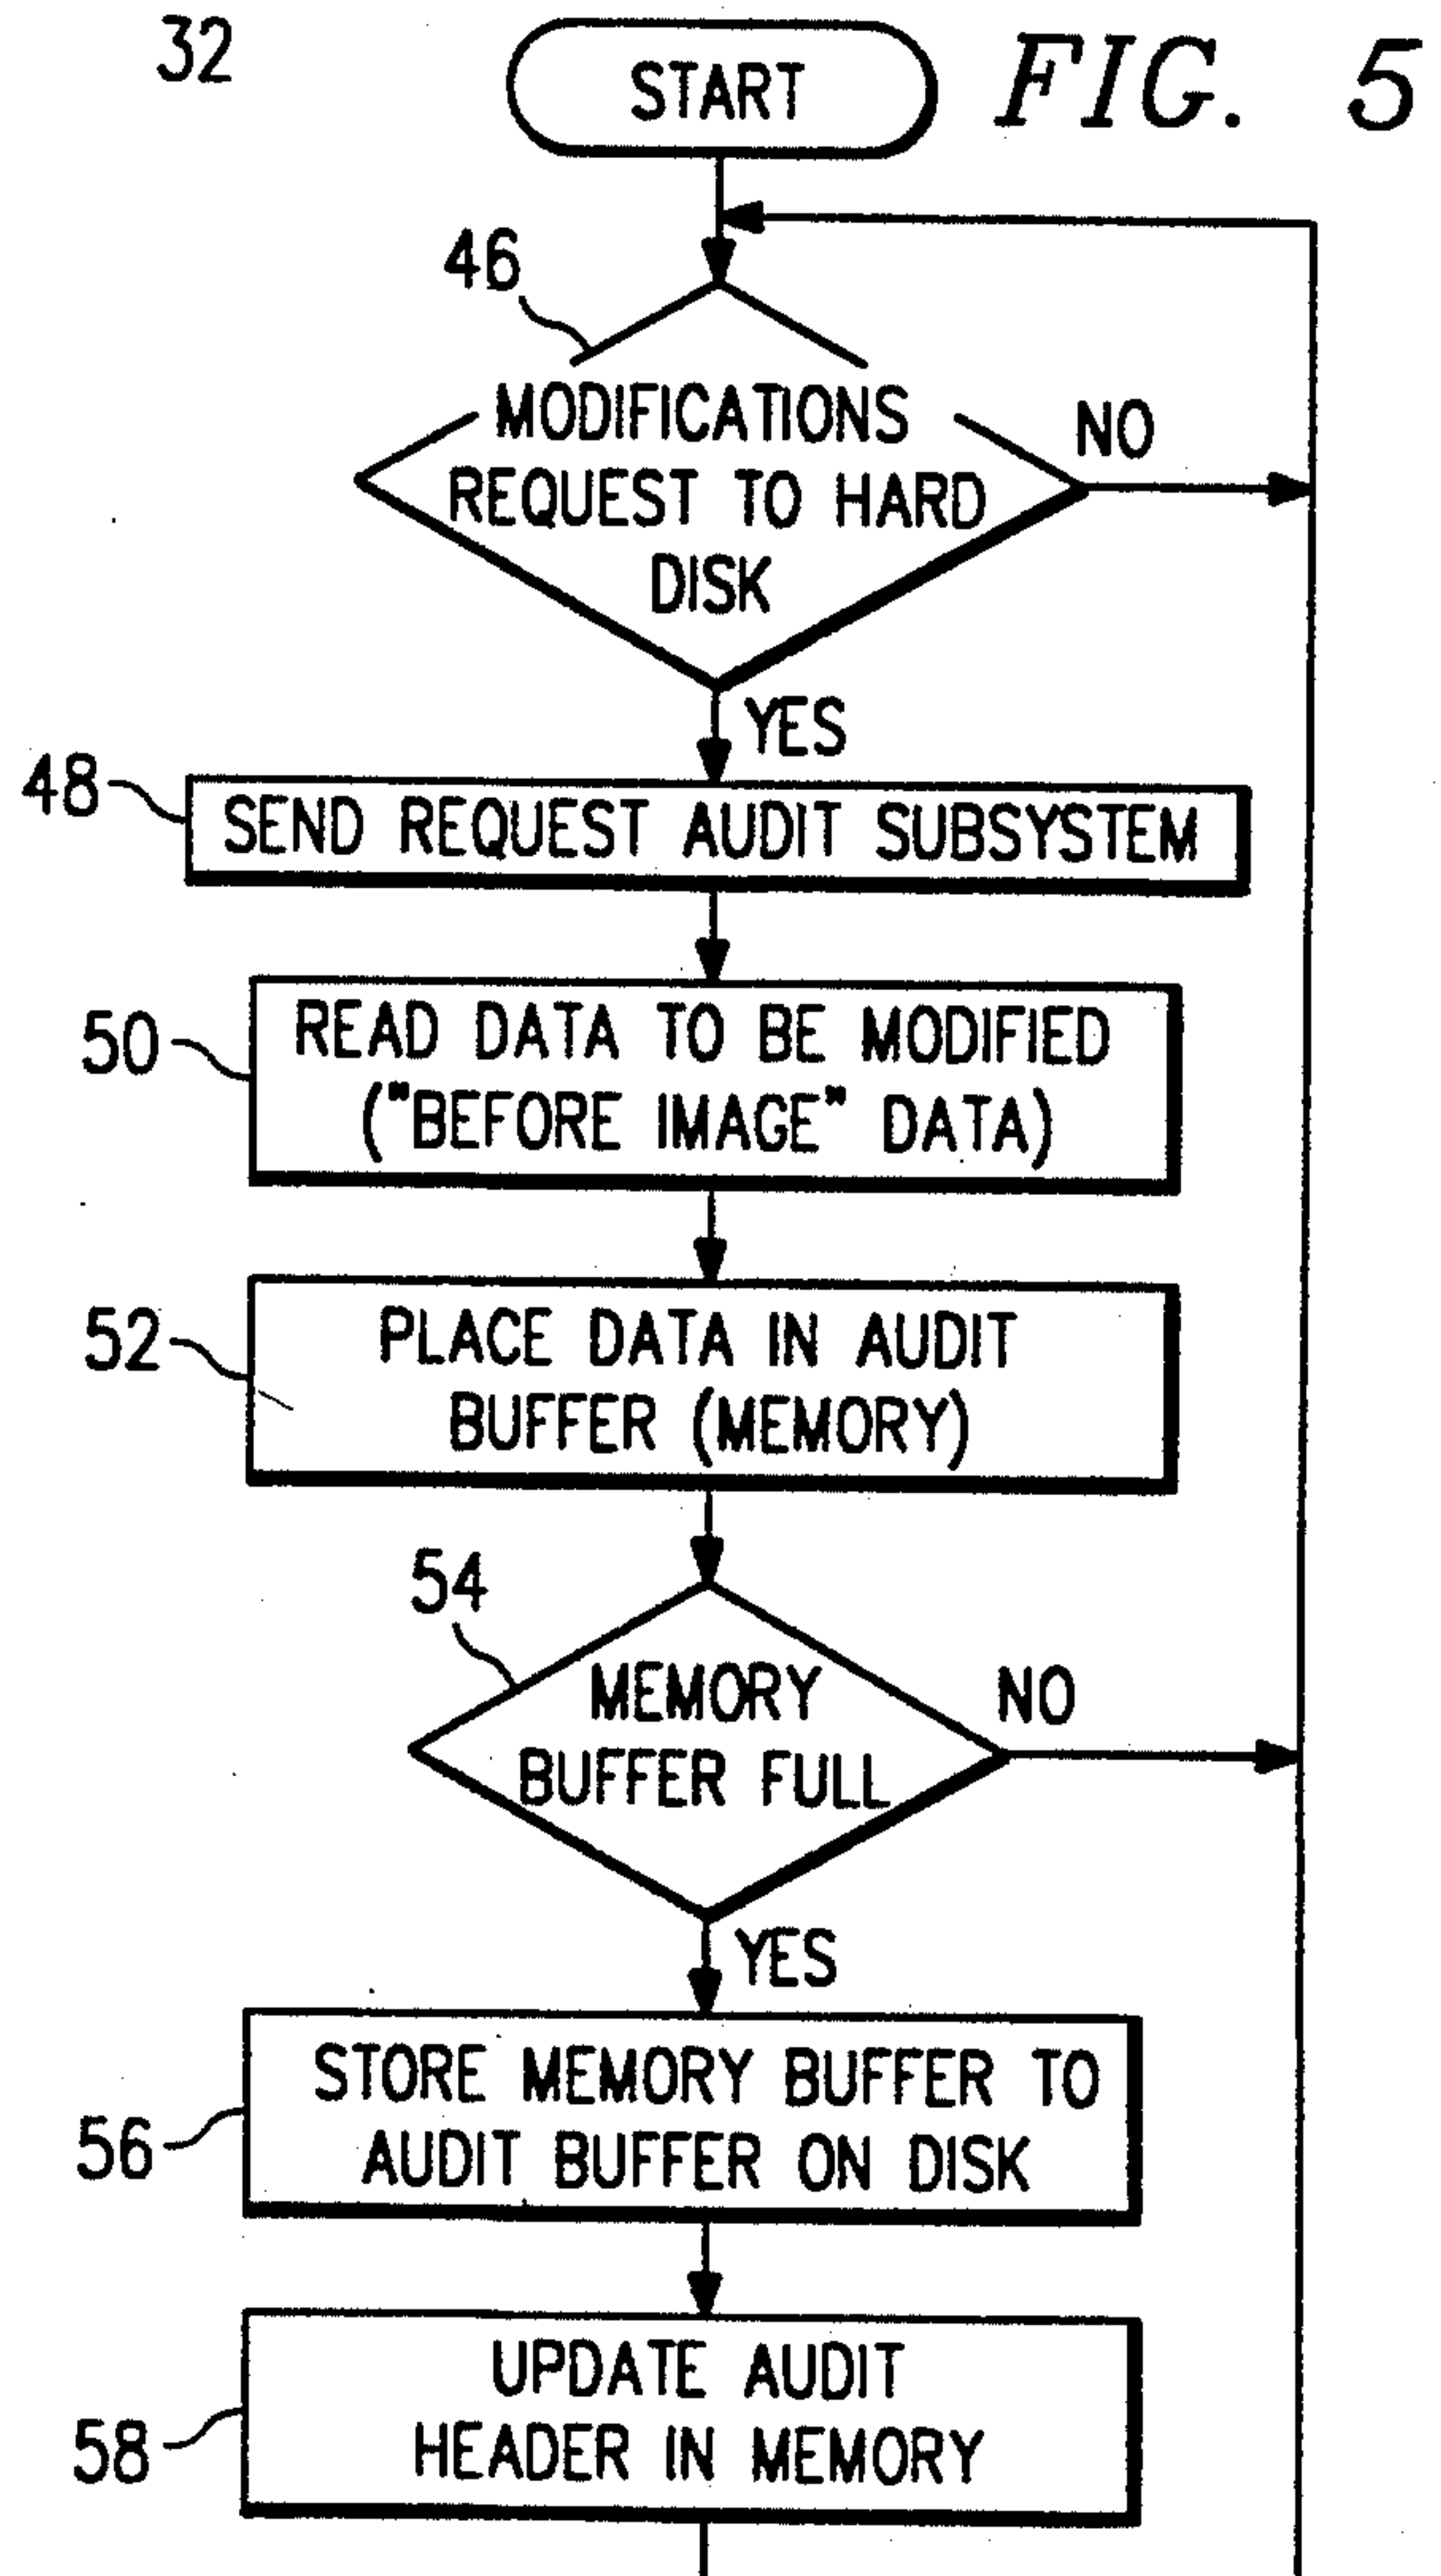 32
START
FIG. 5
46
MODIFICATIONS
REQUEST TO HARD
DISK
NO
YES
48
SEND REQUEST AUDIT SUBSYSTEM
50
READ DATA TO BE MODIFIED
("BEFORE IMAGE" DATA)
52
PLACE DATA IN AUDIT
BUFFER (MEMORY)
54
MEMORY
BUFFER FULL
NO
YES
56
STORE MEMORY BUFFER TO
AUDIT BUFFER ON DISK
58
UPDATE AUDIT
HEADER IN MEMORY